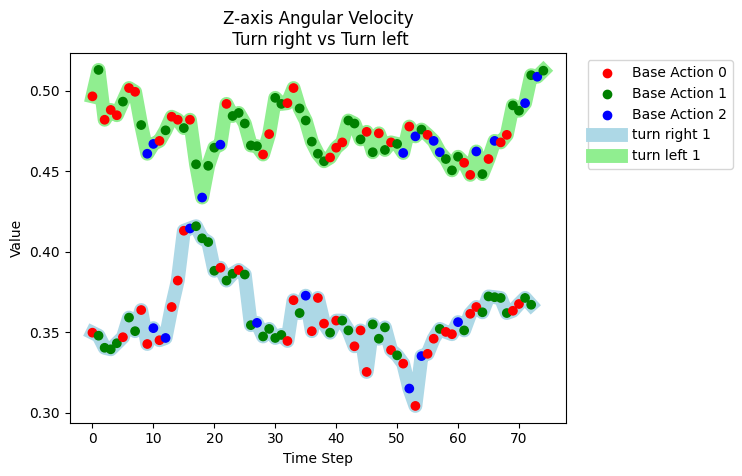 Z-axis Angular Velocity
Turn right vs Turn left
Value
0.50
0.45
0.40
0.35
0.30
0 10 20 30 40 50 60 70
Time Step
Base Action 0
Base Action 1
Base Action 2
turn right 1
turn left 1